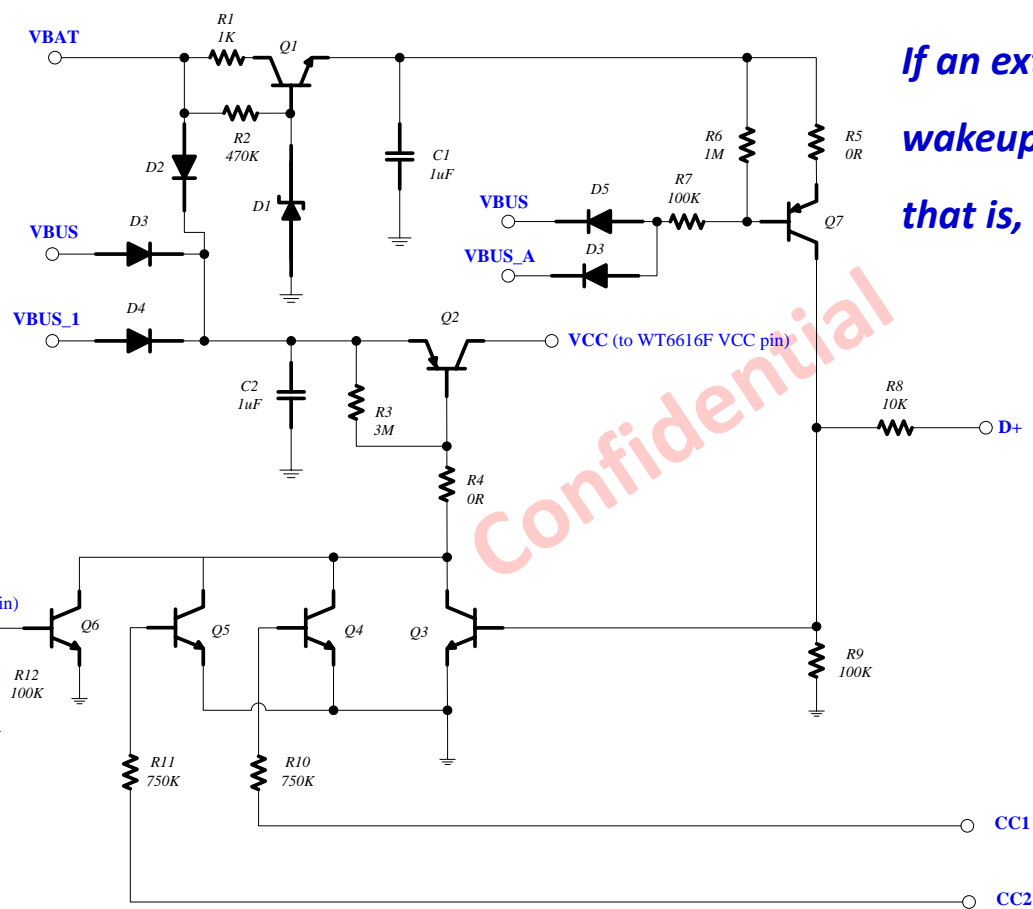 R1
1K
VBAT
Q1
If an ext
R2
470K
D2
D1
C1
1uF
R6
1M
R5
0R
wakeup
R7
100K
D5
VBUS
Q7
that is,
VBUS
D3
VBUS_A
D3
VBUS_1
D4
Q2
VCC (to WT6616F VCC pin)
C2
1uF
R3
3M
R8
10K
D+
R4
0R
Confidential
in)
Q6
Q5
Q4
Q3
R12
100K
R9
100K
R11
750K
R10
750K
CC1
CC2